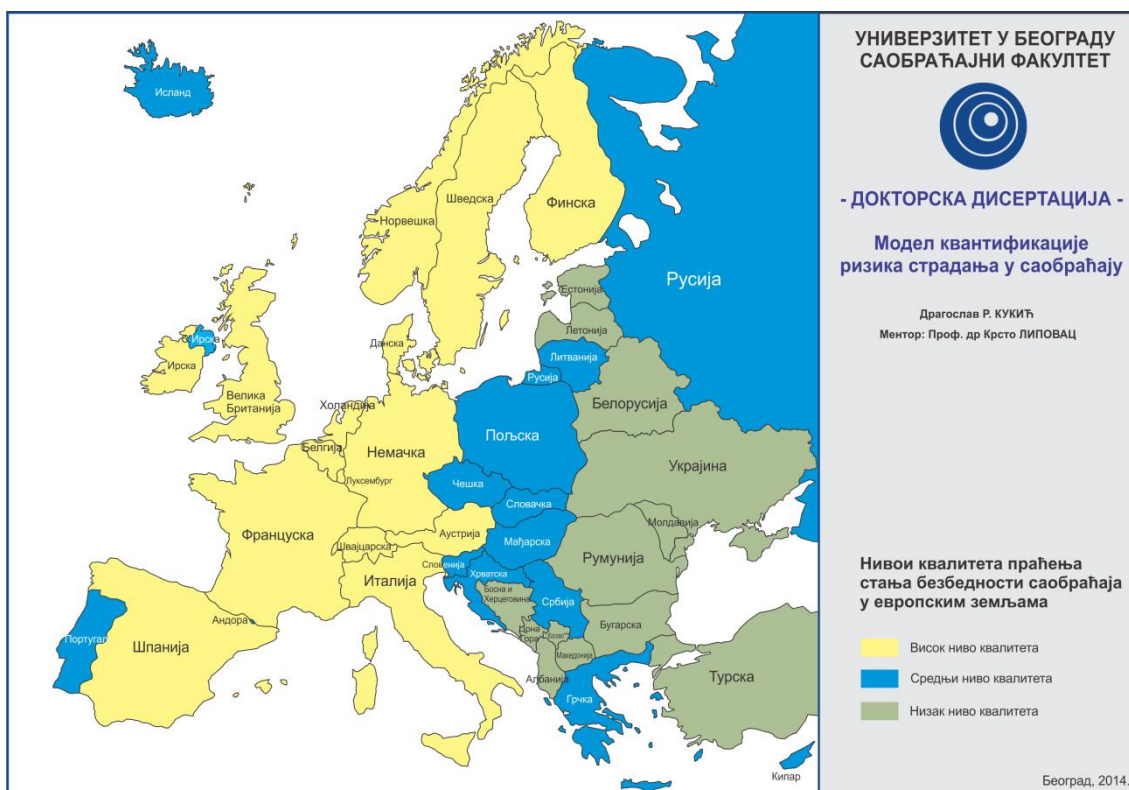 УНИВЕРЗИТЕТ У БЕОГРАДУ
САОБРАЋАЈНИ ФАКУЛТЕТ
- ДОКТОРСКА ДИСЕРТАЦИЈА -
Модел квантификације
ризика страдања у саобраћају
Драгослав Р. КУКИЋ
Ментор: Проф. др Крсто ЛИПОВАЦ
Исланд
Норвешка
Шведска
Финска
Русија
Естонија
Летонија
Литванија
Русија
Белорусија
Ирска
Ирска
Велика
Британија
Данска
Холандија
Белгија
Луксембург
Немачка
Пољска
Чешка
Словачка
Украјина
Молдавија
Француска
Швајцарска
Аустрија
Мађарска
Румунија
Италија
Словенија
Хрватска
Босна и
Херцеговина
Србија
Црна
Гора
Косово
Бугарска
Македонија
Албанија
Грчка
Турска
Кипар
Португал
Шпанија
Андора
Нивои квалитета праћења
стања безбедности саобраћаја
у европским земљама
Висок ниво квалитета
Средњи ниво квалитета
Низак ниво квалитета
Београд, 2014.